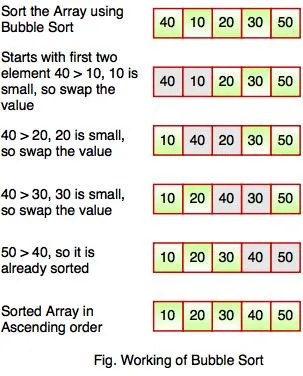 Sort the Array using
Bubble Sort
40 10 20 30 50
Starts with first two
element 40 > 10, 10 is
small, so swap the
value
40 10 20 30 50
40 > 20, 20 is small,
so swap the value
10 40 20 30 50
40 > 30, 30 is small,
so swap the value
10 20 40 30 50
50 > 40, so it is
already sorted
10 20 30 40 50
Sorted Array in
Ascending order
10 20 30 40 50
Fig. Working of Bubble Sort